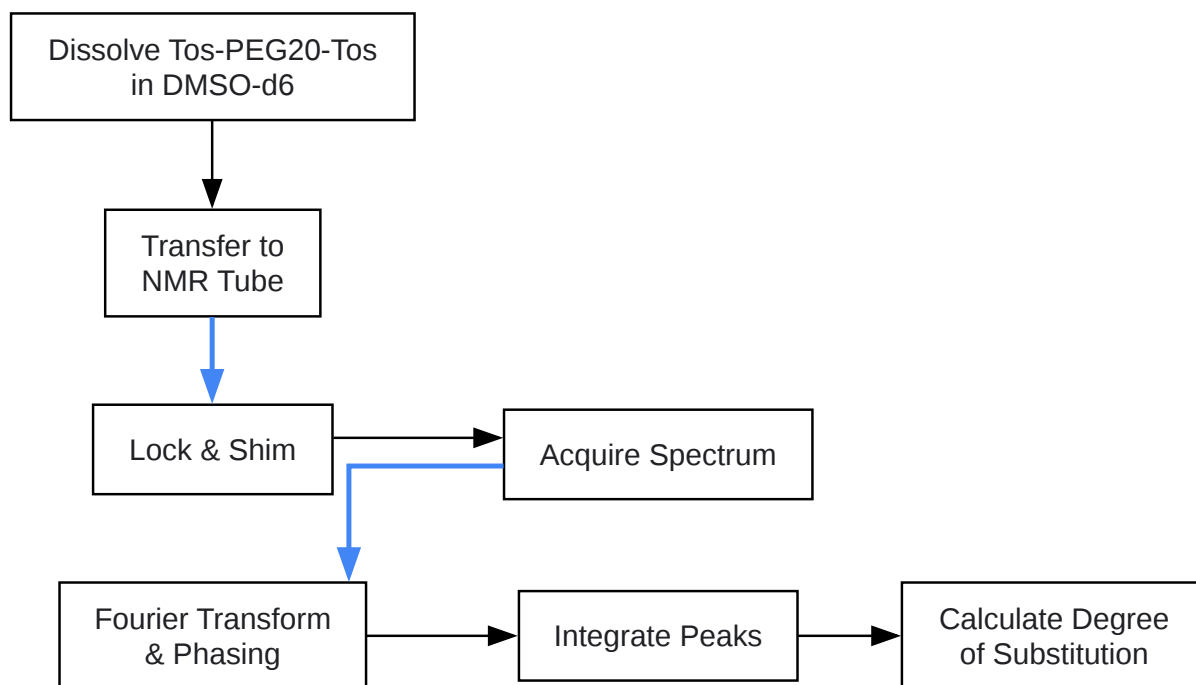 Dissolve Tos-PEG20-Tos
in DMSO-d6
Transfer to
NMR Tube
Lock & Shim
Acquire Spectrum
Fourier Transform
& Phasing
Integrate Peaks
Calculate Degree
of Substitution